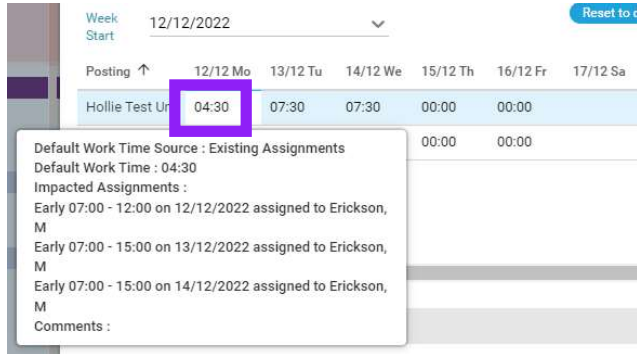 Week Start 12/12/2022
Reset to
Posting ↑ 12/12 Mo 13/12 Tu 14/12 We 15/12 Th 16/12 Fr 17/12 Sa
Hollie Test 04:30 07:30 07:30 00:00 00:00
00:00 00:00
Default Work Time Source : Existing Assignments
Default Work Time : 04:30
Impacted Assignments :
Early 07:00 - 12:00 on 12/12/2022 assigned to Erickson,
M
Early 07:00 - 15:00 on 13/12/2022 assigned to Erickson,
M
Early 07:00 - 15:00 on 14/12/2022 assigned to Erickson,
M
Comments :